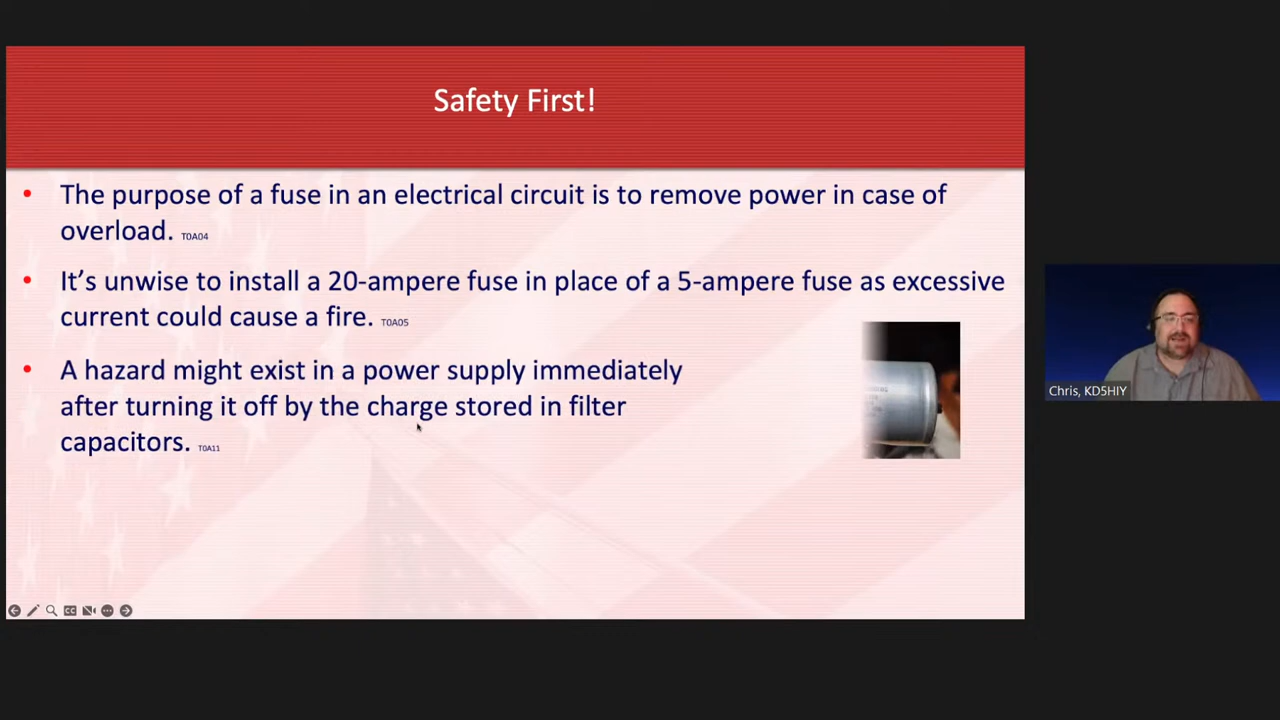 Safety First!
• The purpose of a fuse in an electrical circuit is to remove power in case of
overload. T0A04
• It's unwise to install a 20-ampere fuse in place of a 5-ampere fuse as excessive
current could cause a fire. T0A05
• A hazard might exist in a power supply immediately
after turning it off by the charge stored in filter
capacitors. T0A11
Chris, KD5HIY